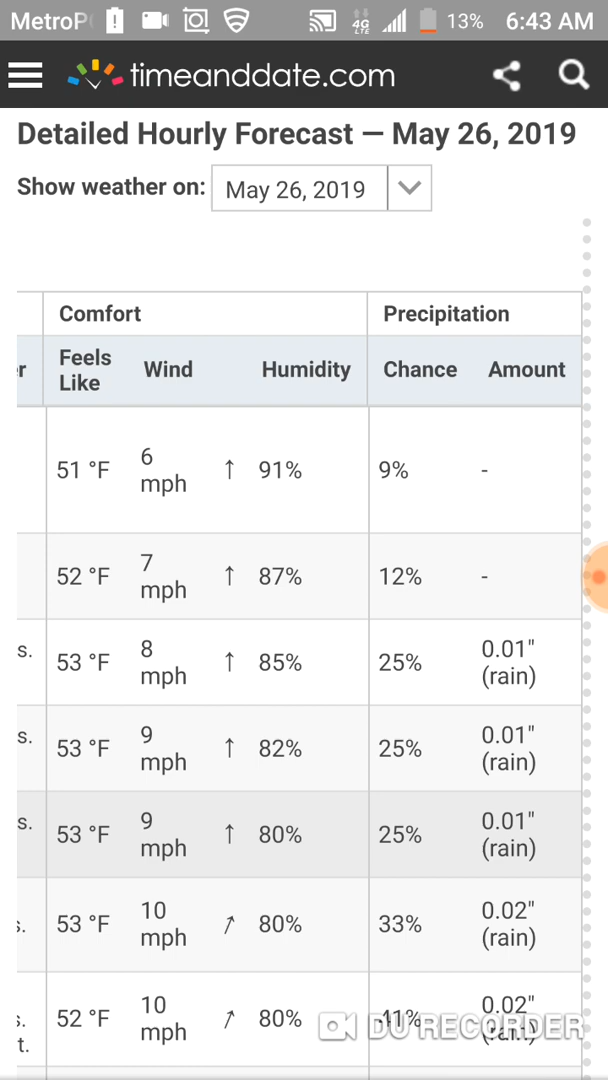 MetroP 4G LTE 13% 6:43 AM
timeanddate.com
Detailed Hourly Forecast — May 26, 2019
Show weather on: May 26, 2019
Comfort Precipitation
r Feels Like Wind Humidity Chance Amount
51 °F 6 mph ↑ 91% 9% -
52 °F 7 mph ↑ 87% 12% -
s. 53 °F 8 mph ↑ 85% 25% 0.01" (rain)
s. 53 °F 9 mph ↑ 82% 25% 0.01" (rain)
s. 53 °F 9 mph ↑ 80% 25% 0.01" (rain)
s. 53 °F 10 mph ↗ 80% 33% 0.02" (rain)
s. t. 52 °F 10 mph ↗ 80% 41% 0.02" (rain)
DU RECORDER